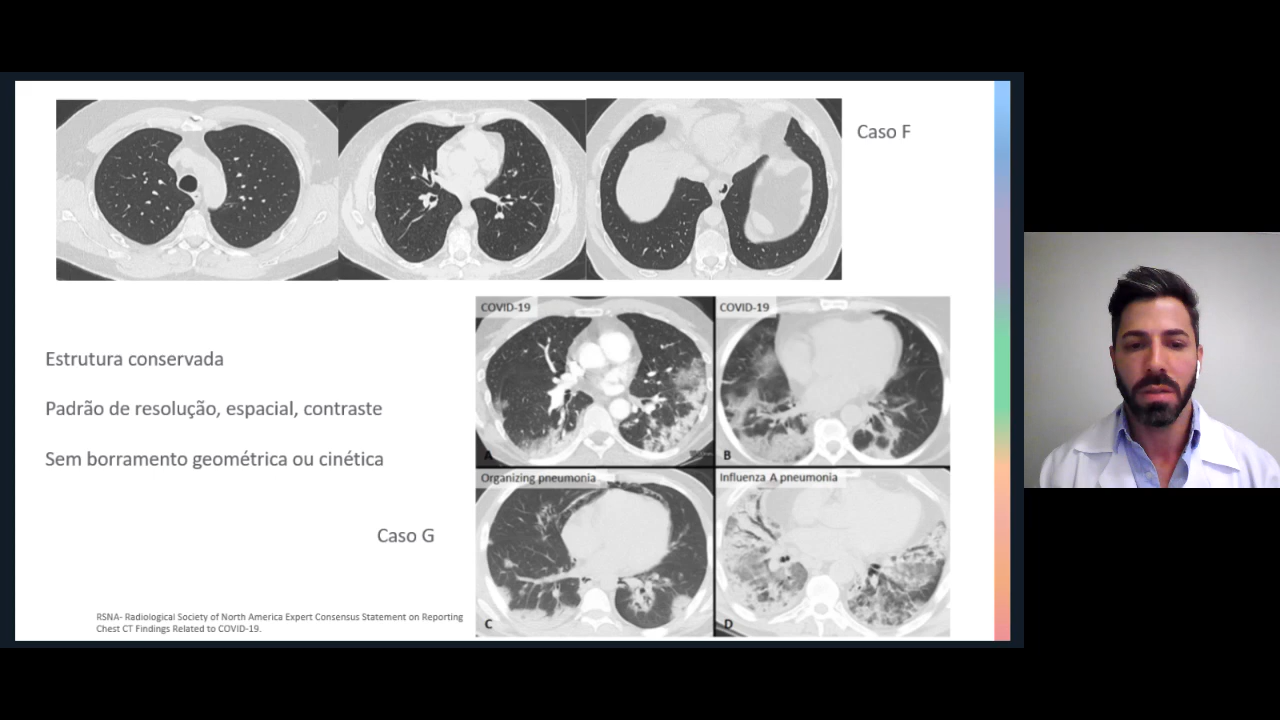 Caso F
COVID-19
COVID-19
Estrutura conservada
Padrão de resolução, espacial, contraste
Sem borramento geométrica ou cinética
A
B
Organizing pneumonia
Influenza A pneumonia
Caso G
C
D
RSNA- Radiological Society of North America Expert Consensus Statement on Reporting
Chest CT Findings Related to COVID-19.